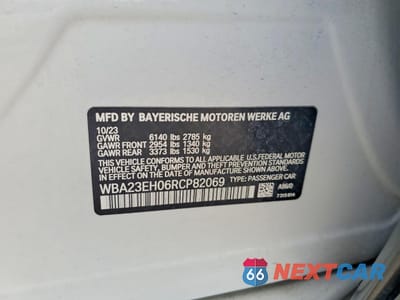 MFD BY BAYERISCHE MOTOREN WERKE AG
10/23
GVWR 6140 lbs 2785 kg
GAWR FRONT 2954 lbs 1340 kg
GAWR REAR 3373 lbs 1530 kg
THIS VEHICLE CONFORMS TO ALL APPLICABLE U.S. FEDERAL MOTOR
VEHICLE SAFETY, BUMPER, AND THEFT PREVENTION STANDARDS
IN EFFECT ON THE DATE OF MANUFACTURE SHOWN ABOVE.
WBA23EH06RCP82069 TYPE: PASSENGER CAR
66 NEXTCAR